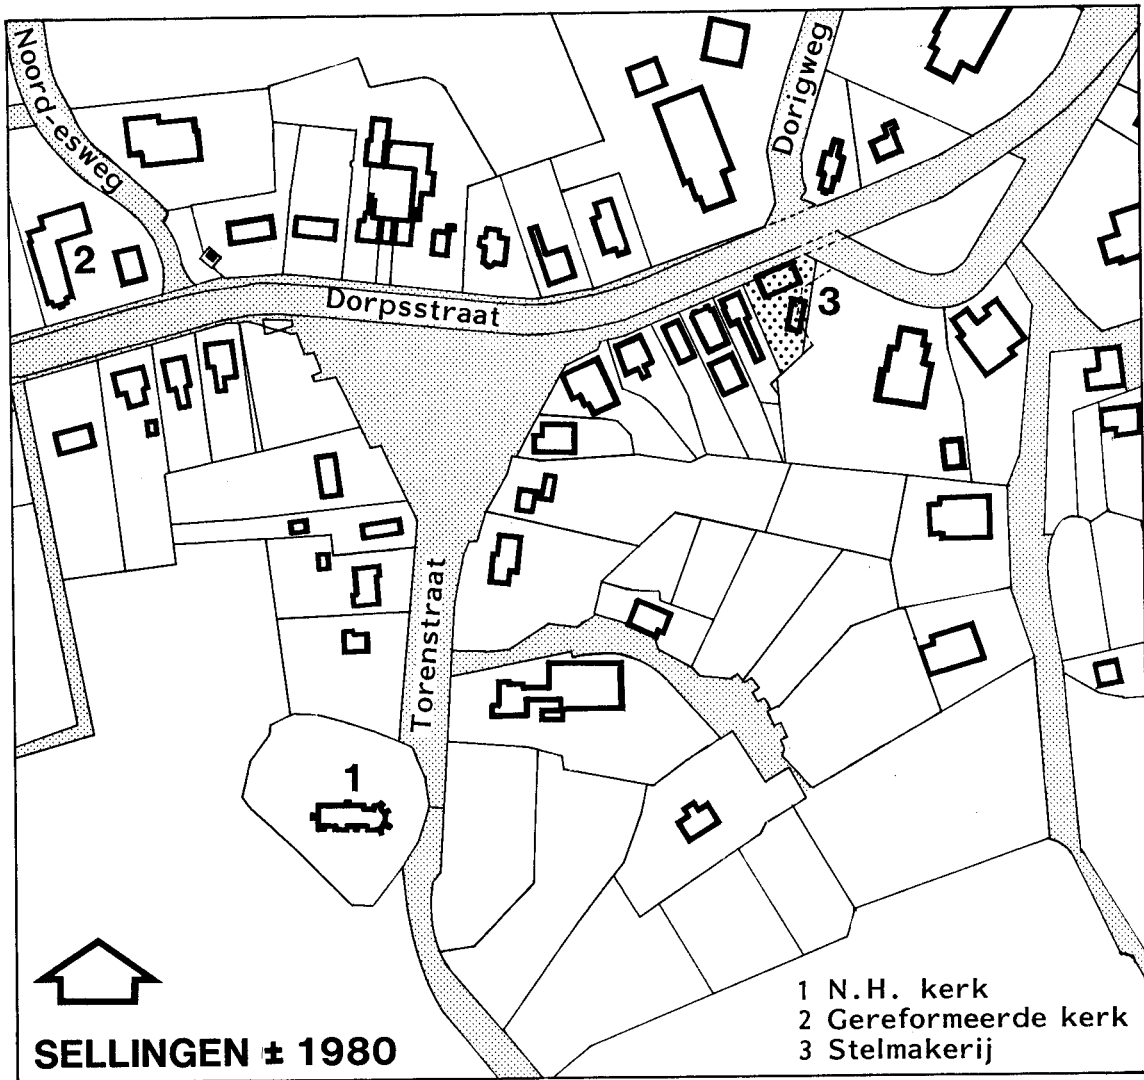 Noord-esweg
Dorigweg
2
Dorpsstraat
3
Torenstraat
1
1 N.H. kerk
2 Gereformeerde kerk
3 Stelmakerij
SELLINGEN ± 1980